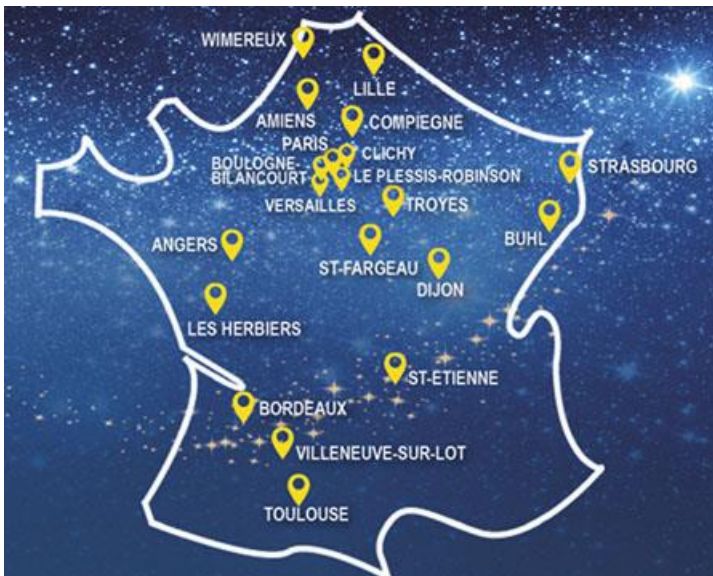 WIMEREUX
LILLE
AMIENS
COMPIEGNE
PARIS
CLICHY
BOULOGNE-
BILANCOURT
LE PLESSIS-ROBINSON
STRASBOURG
VERSAILLES
TROYES
BUHL
ANGERS
ST-FARGEAU
DIJON
LES HERBIERS
ST-ETIENNE
BORDEAUX
VILLENEUVE-SUR-LOT
TOULOUSE